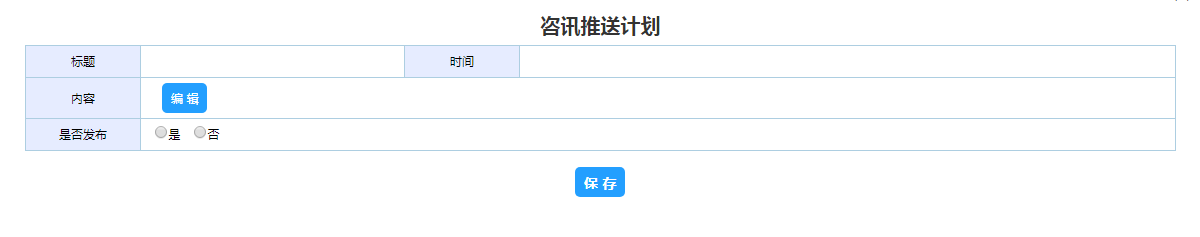 咨讯推送计划
标题 时间
内容 编 辑
是否发布 是 否
保 存